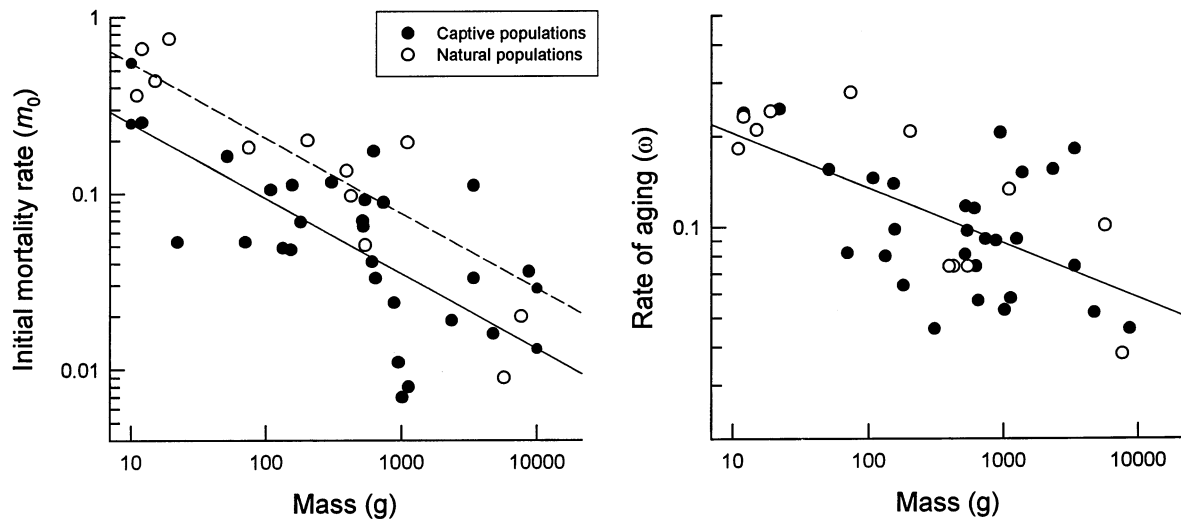 Captive populations
Natural populations
Initial mortality rate (m0)
1
0.1
0.01
10 100 1000 10000
Mass (g)
Rate of aging (ω)
0.1
10 100 1000 10000
Mass (g)